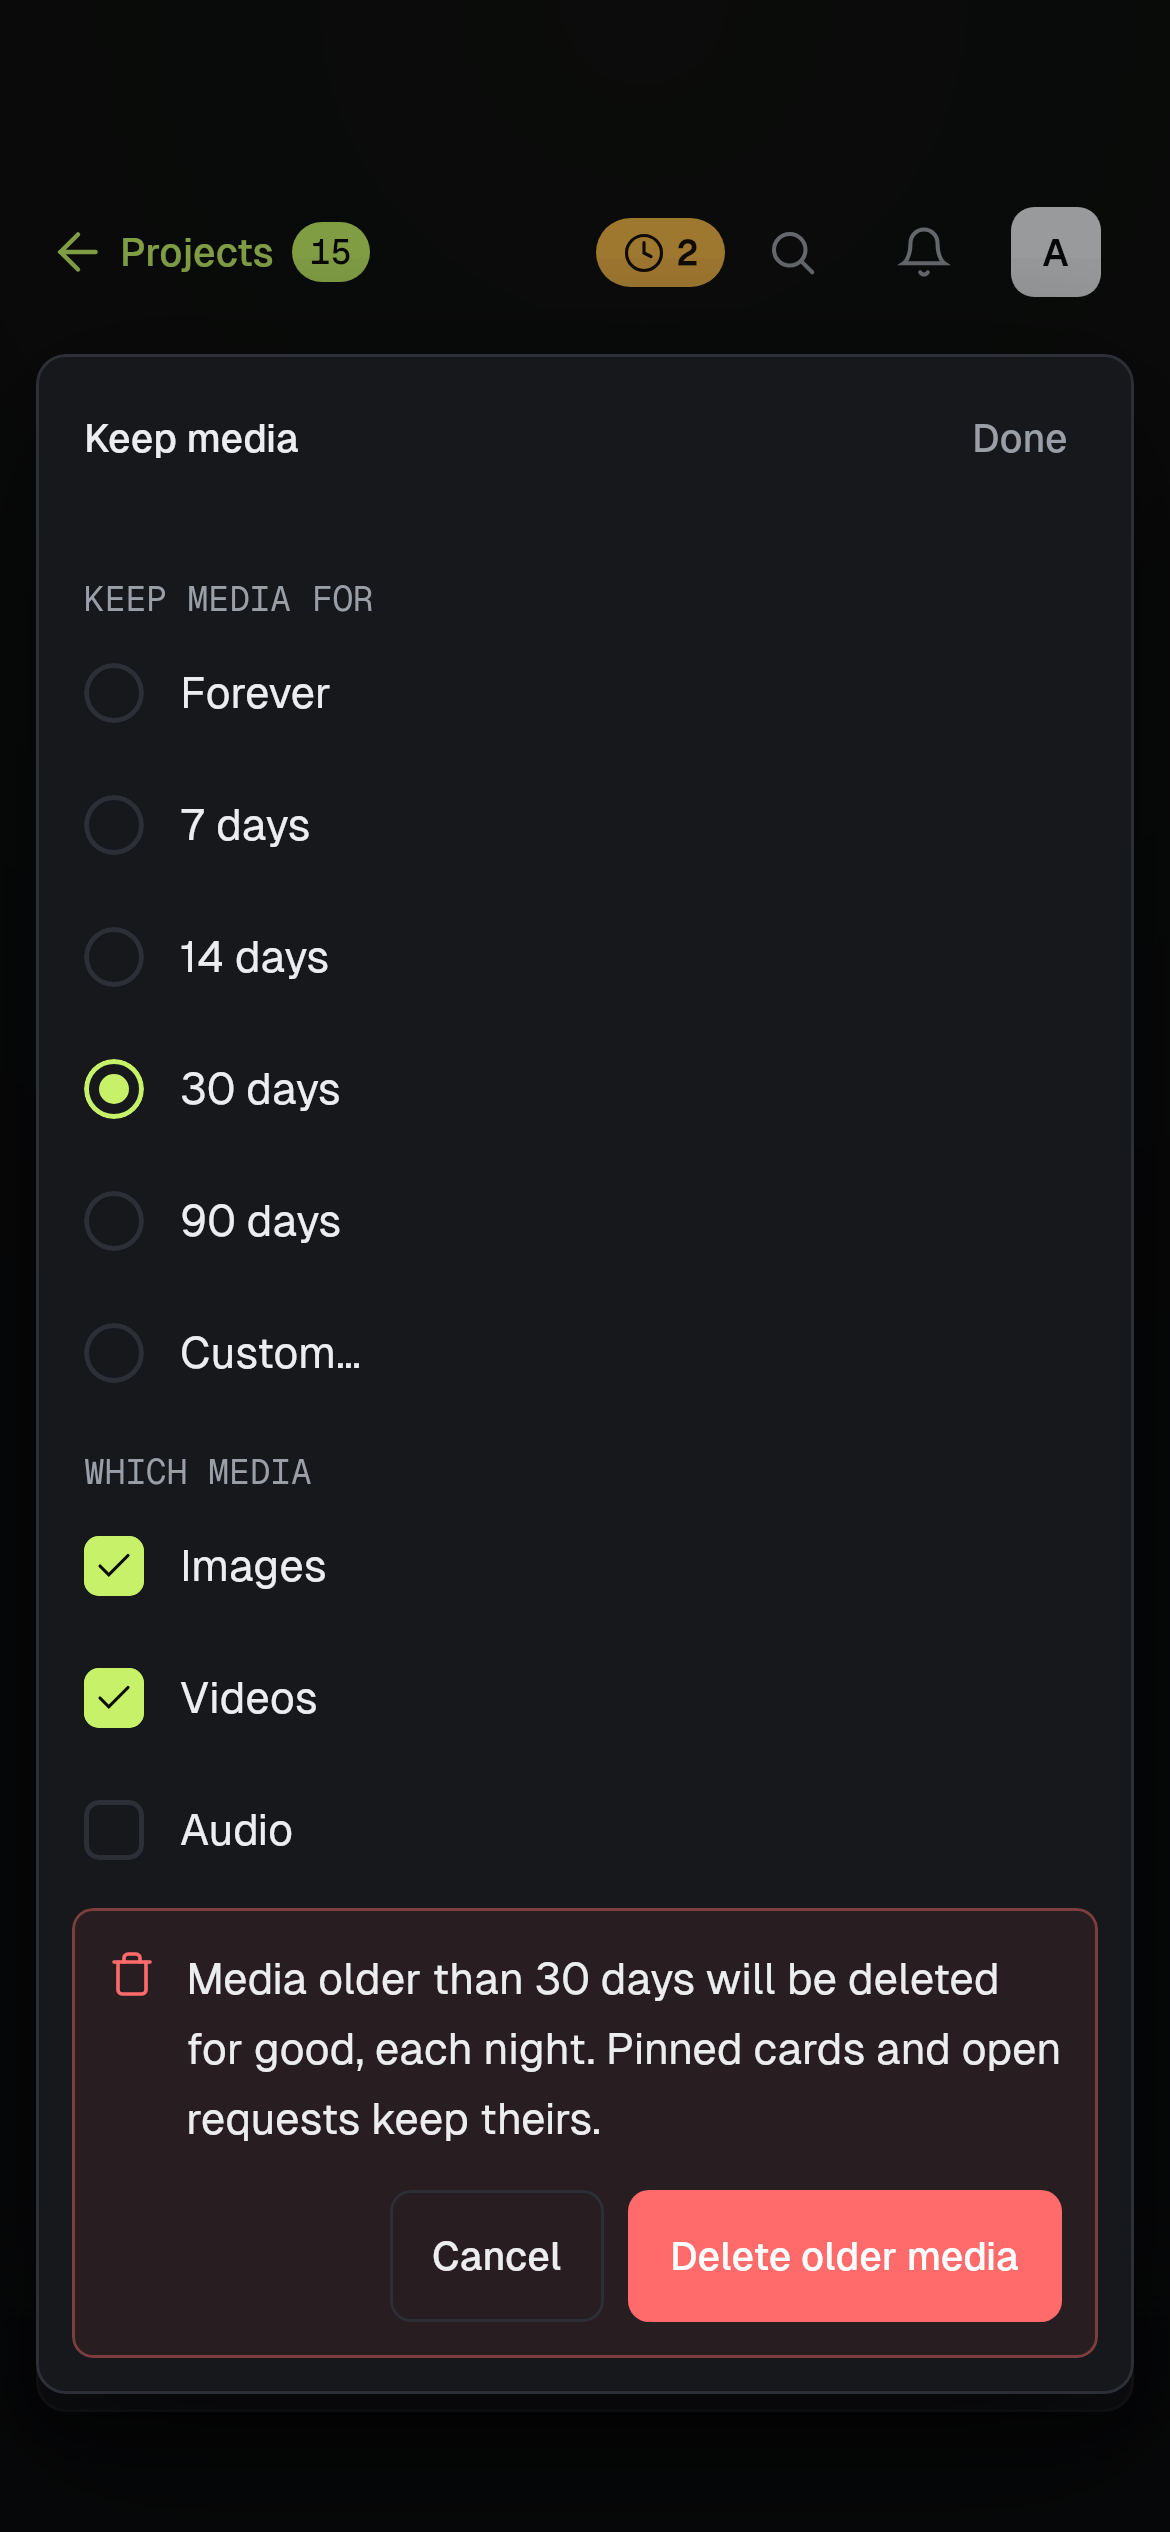 Projects 15 2 A
Keep media Done
KEEP MEDIA FOR
Forever
7 days
14 days
30 days
90 days
Custom...
WHICH MEDIA
Images
Videos
Audio
Media older than 30 days will be deleted
for good, each night. Pinned cards and open
requests keep theirs.
Cancel Delete older media